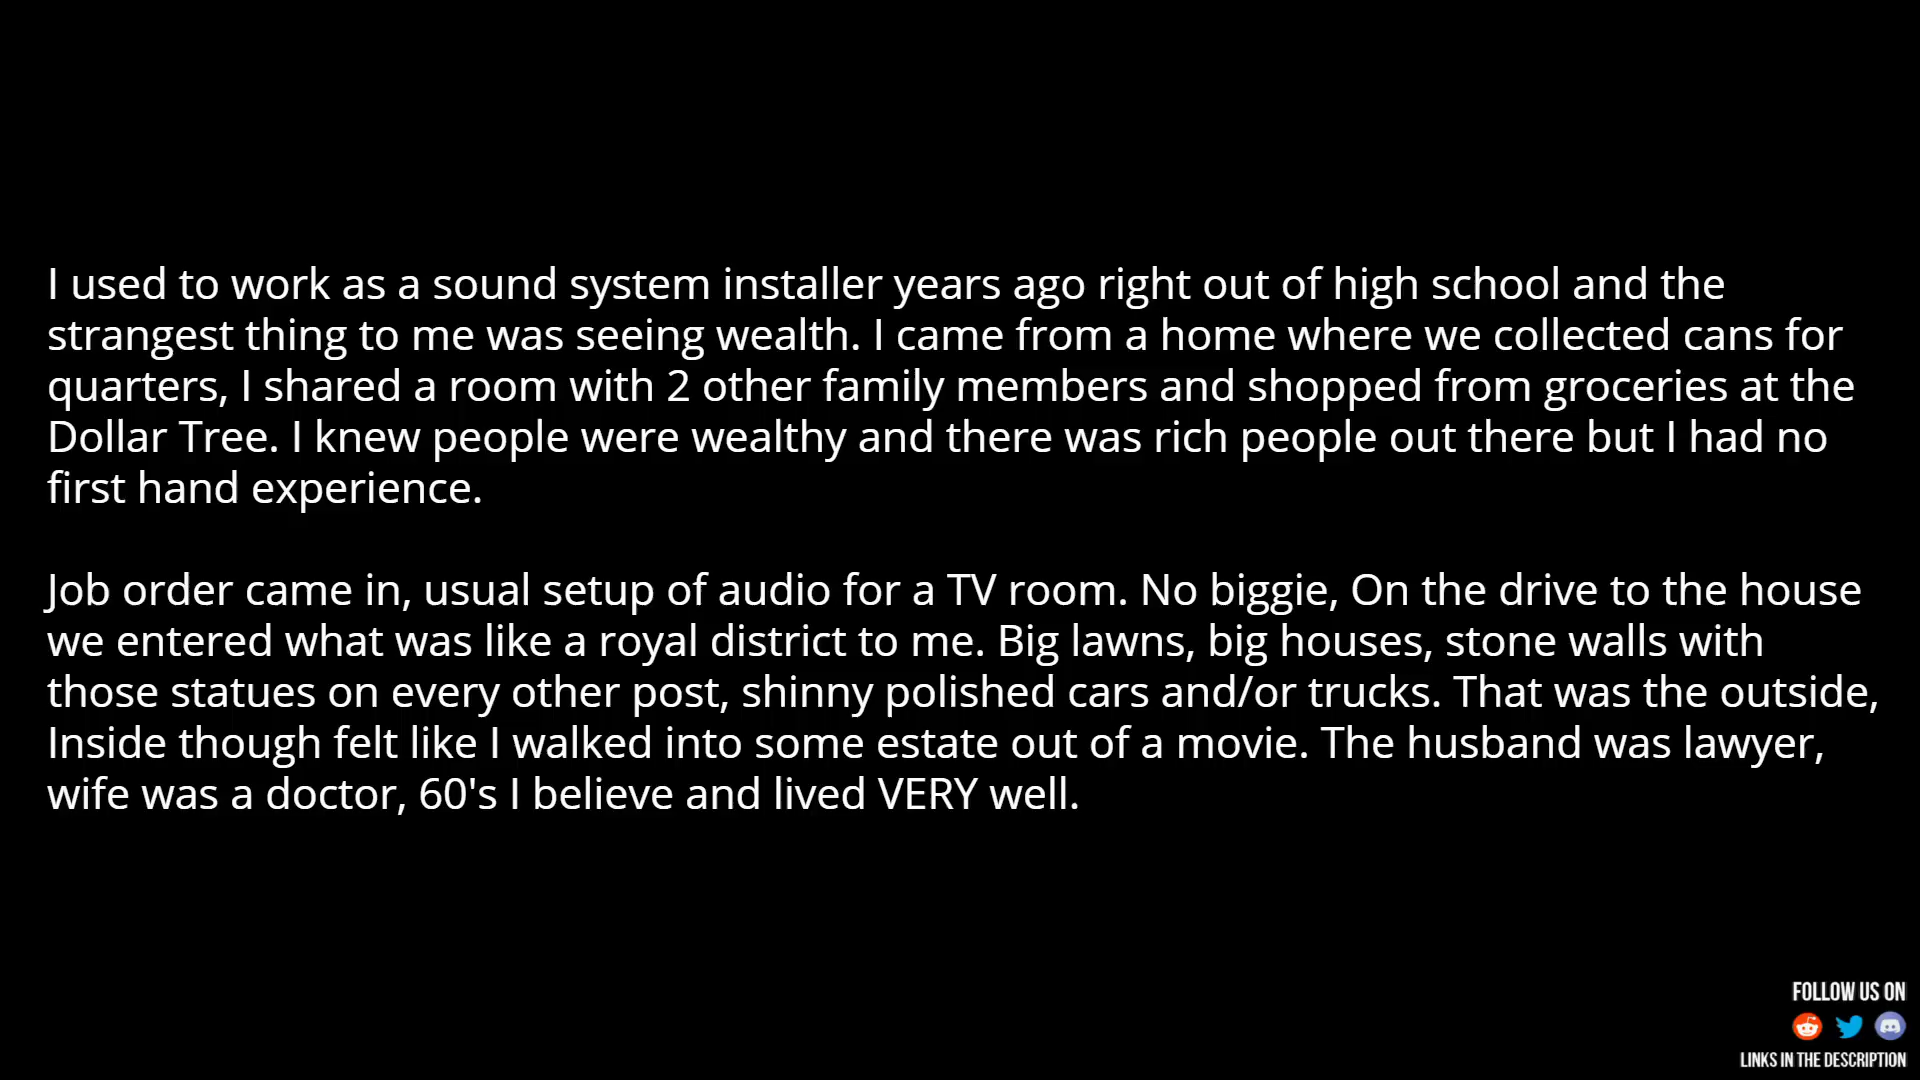 I used to work as a sound system installer years ago right out of high school and the
strangest thing to me was seeing wealth. I came from a home where we collected cans for
quarters, I shared a room with 2 other family members and shopped from groceries at the
Dollar Tree. I knew people were wealthy and there was rich people out there but I had no
first hand experience.
Job order came in, usual setup of audio for a TV room. No biggie, On the drive to the house
we entered what was like a royal district to me. Big lawns, big houses, stone walls with
those statues on every other post, shinny polished cars and/or trucks. That was the outside,
Inside though felt like I walked into some estate out of a movie. The husband was lawyer,
wife was a doctor, 60's I believe and lived VERY well.
FOLLOW US ON
LINKS IN THE DESCRIPTION